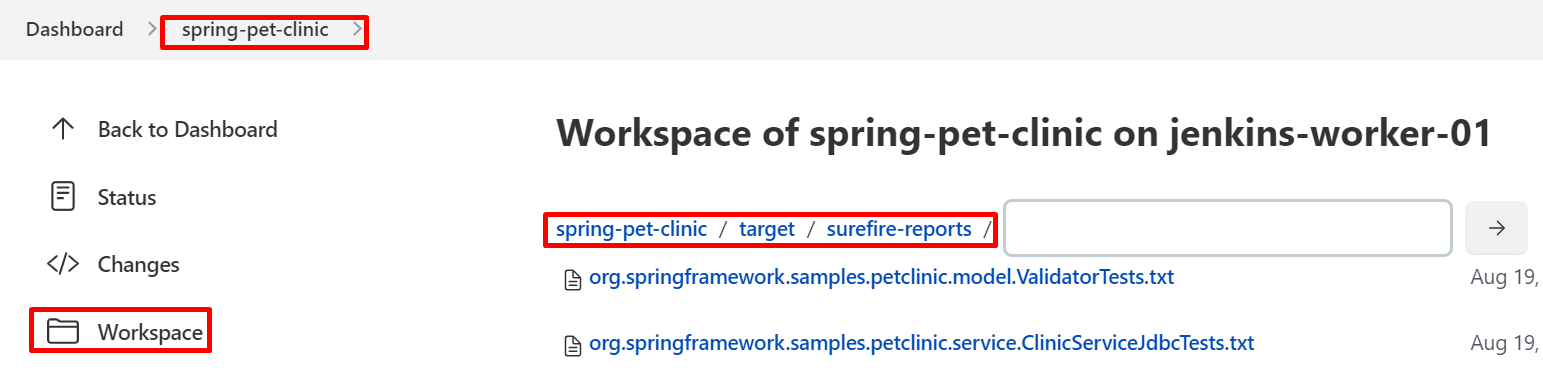 Dashboard > spring-pet-clinic >
Back to Dashboard
Status
Changes
Workspace
Workspace of spring-pet-clinic on jenkins-worker-01
spring-pet-clinic / target / surefire-reports /
org.springframework.samples.petclinic.model.ValidatorTests.txt Aug 19,
org.springframework.samples.petclinic.service.ClinicServiceJdbcTests.txt Aug 19,